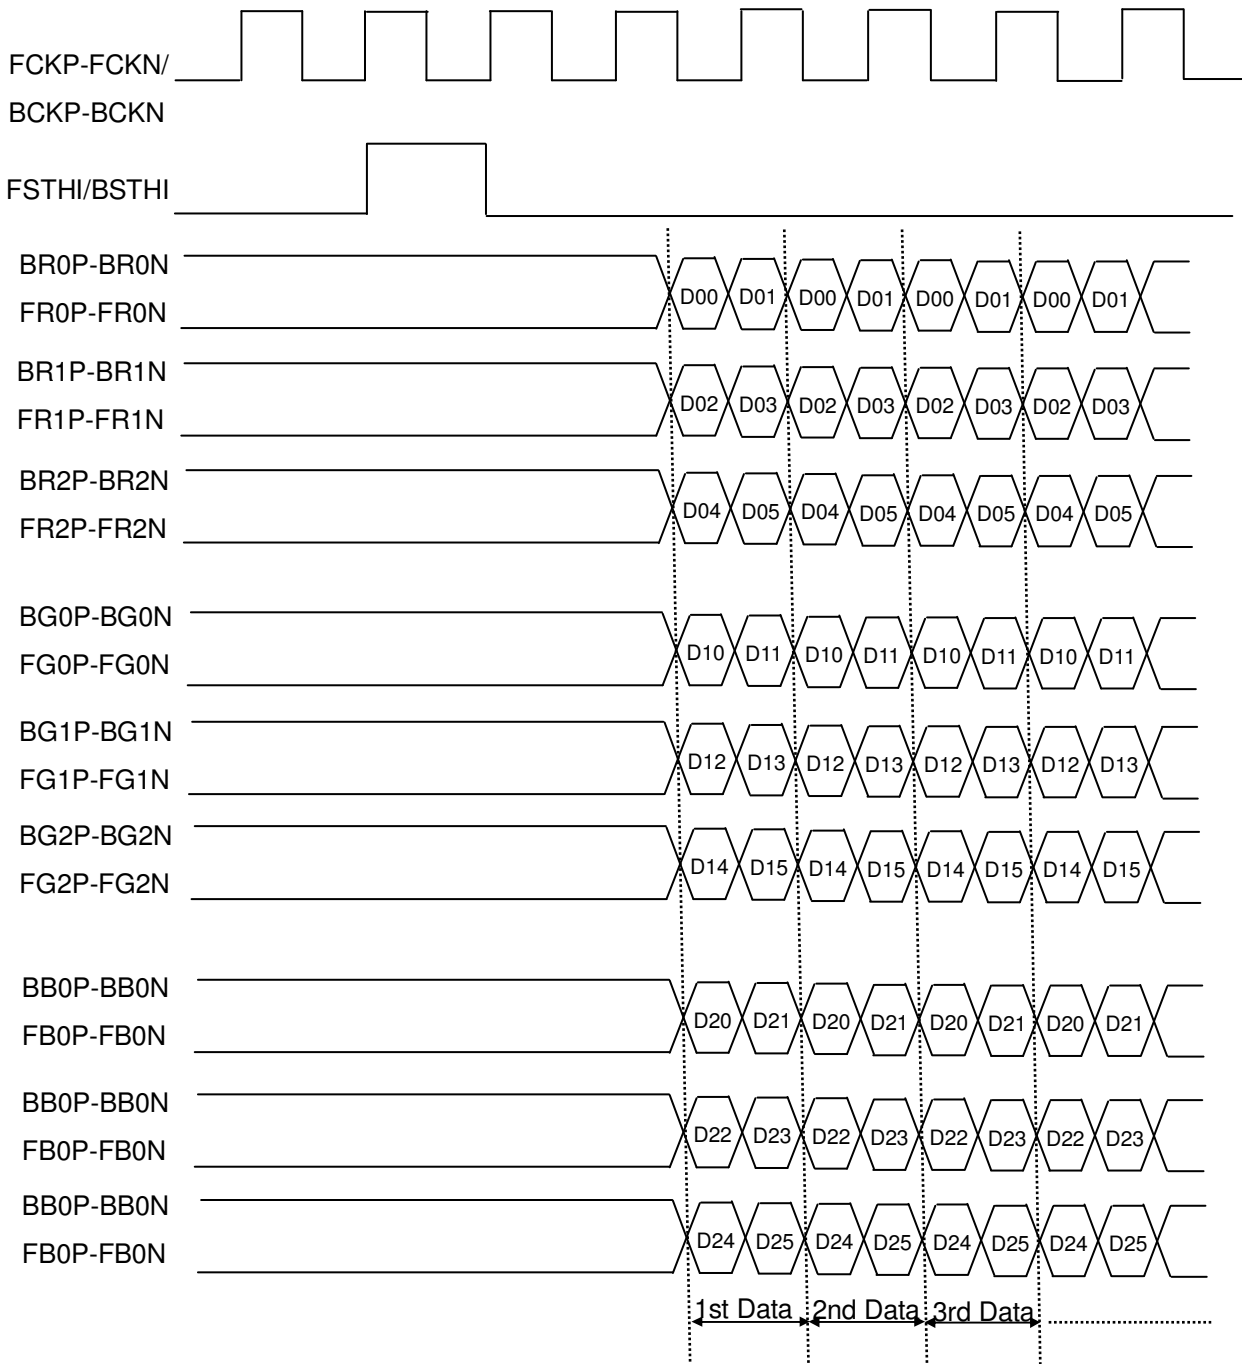 FCKP-FCKN/
BCKP-BCKN
FSTHI/BSTHI
BR0P-BR0N
FR0P-FR0N
D00 D01 D00 D01 D00 D01 D00 D01
BR1P-BR1N
FR1P-FR1N
D02 D03 D02 D03 D02 D03 D02 D03
BR2P-BR2N
FR2P-FR2N
D04 D05 D04 D05 D04 D05 D04 D05
BG0P-BG0N
FG0P-FG0N
D10 D11 D10 D11 D10 D11 D10 D11
BG1P-BG1N
FG1P-FG1N
D12 D13 D12 D13 D12 D13 D12 D13
BG2P-BG2N
FG2P-FG2N
D14 D15 D14 D15 D14 D15 D14 D15
BB0P-BB0N
FB0P-FB0N
D20 D21 D20 D21 D20 D21 D20 D21
BB0P-BB0N
FB0P-FB0N
D22 D23 D22 D23 D22 D23 D22 D23
BB0P-BB0N
FB0P-FB0N
D24 D25 D24 D25 D24 D25 D24 D25
1st Data 2nd Data 3rd Data